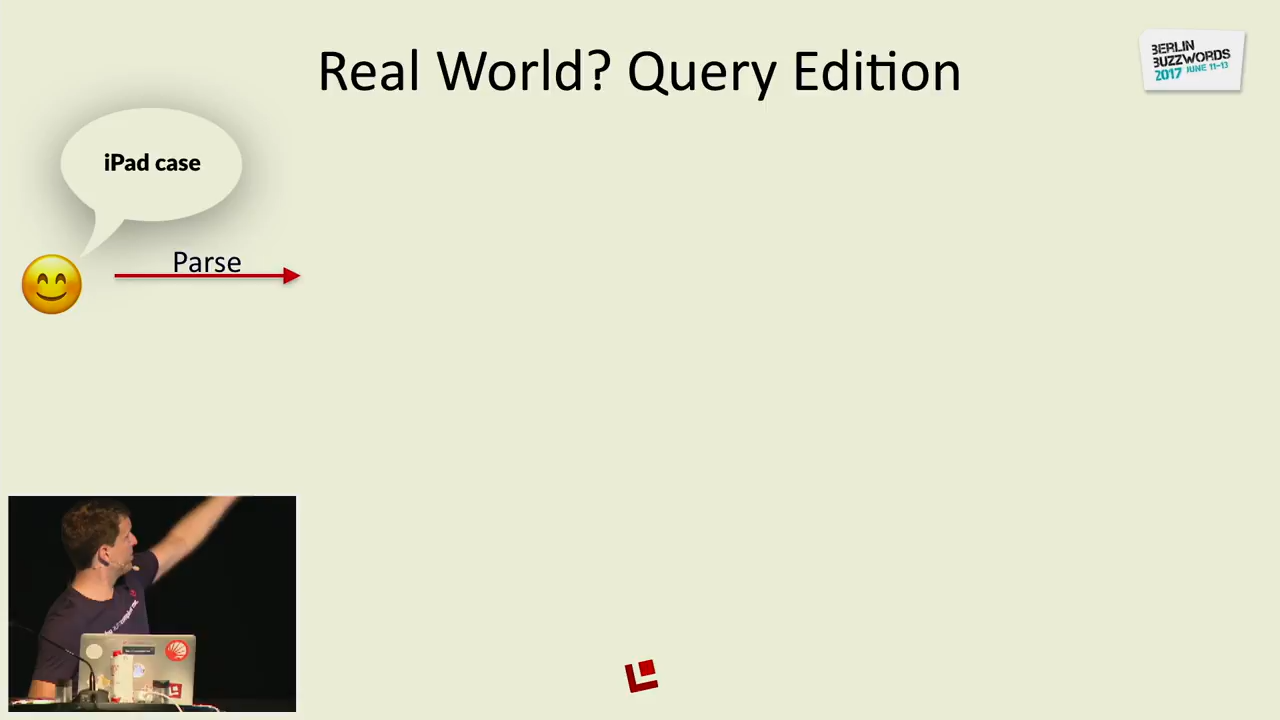 Real World? Query Edition
BERLIN
BUZZWORDS
2017 JUNE 11-13
iPad case
Parse